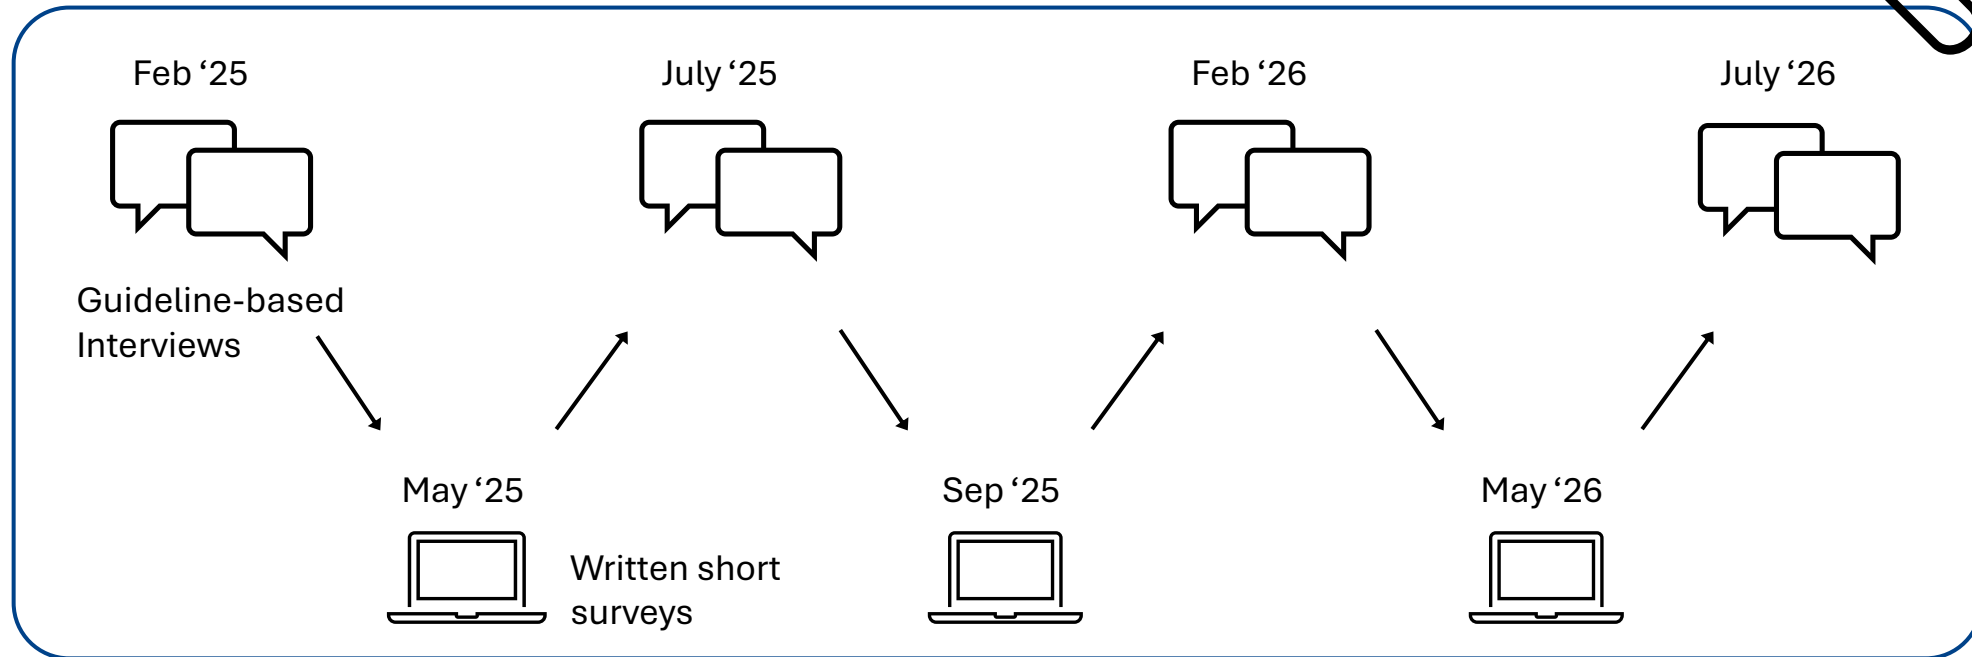 Feb ‘25
July ‘25
Feb ‘26
July ‘26
Guideline-based
Interviews
May ‘25
Sep ‘25
May ‘26
Written short
surveys